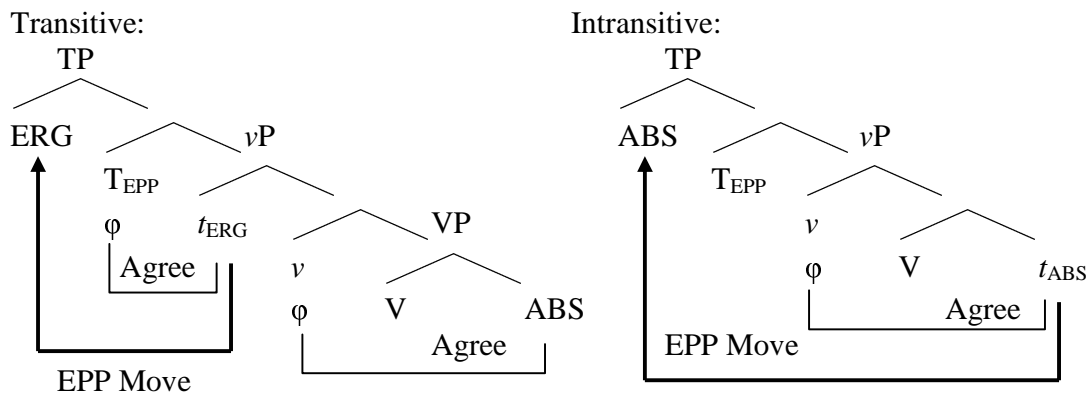 Transitive: Intransitive:
TP TP
ERG vP ABS vP
T_EPP T_EPP
φ t_ERG VP v
Agree v φ V t_ABS
φ V ABS Agree
Agree EPP Move
EPP Move